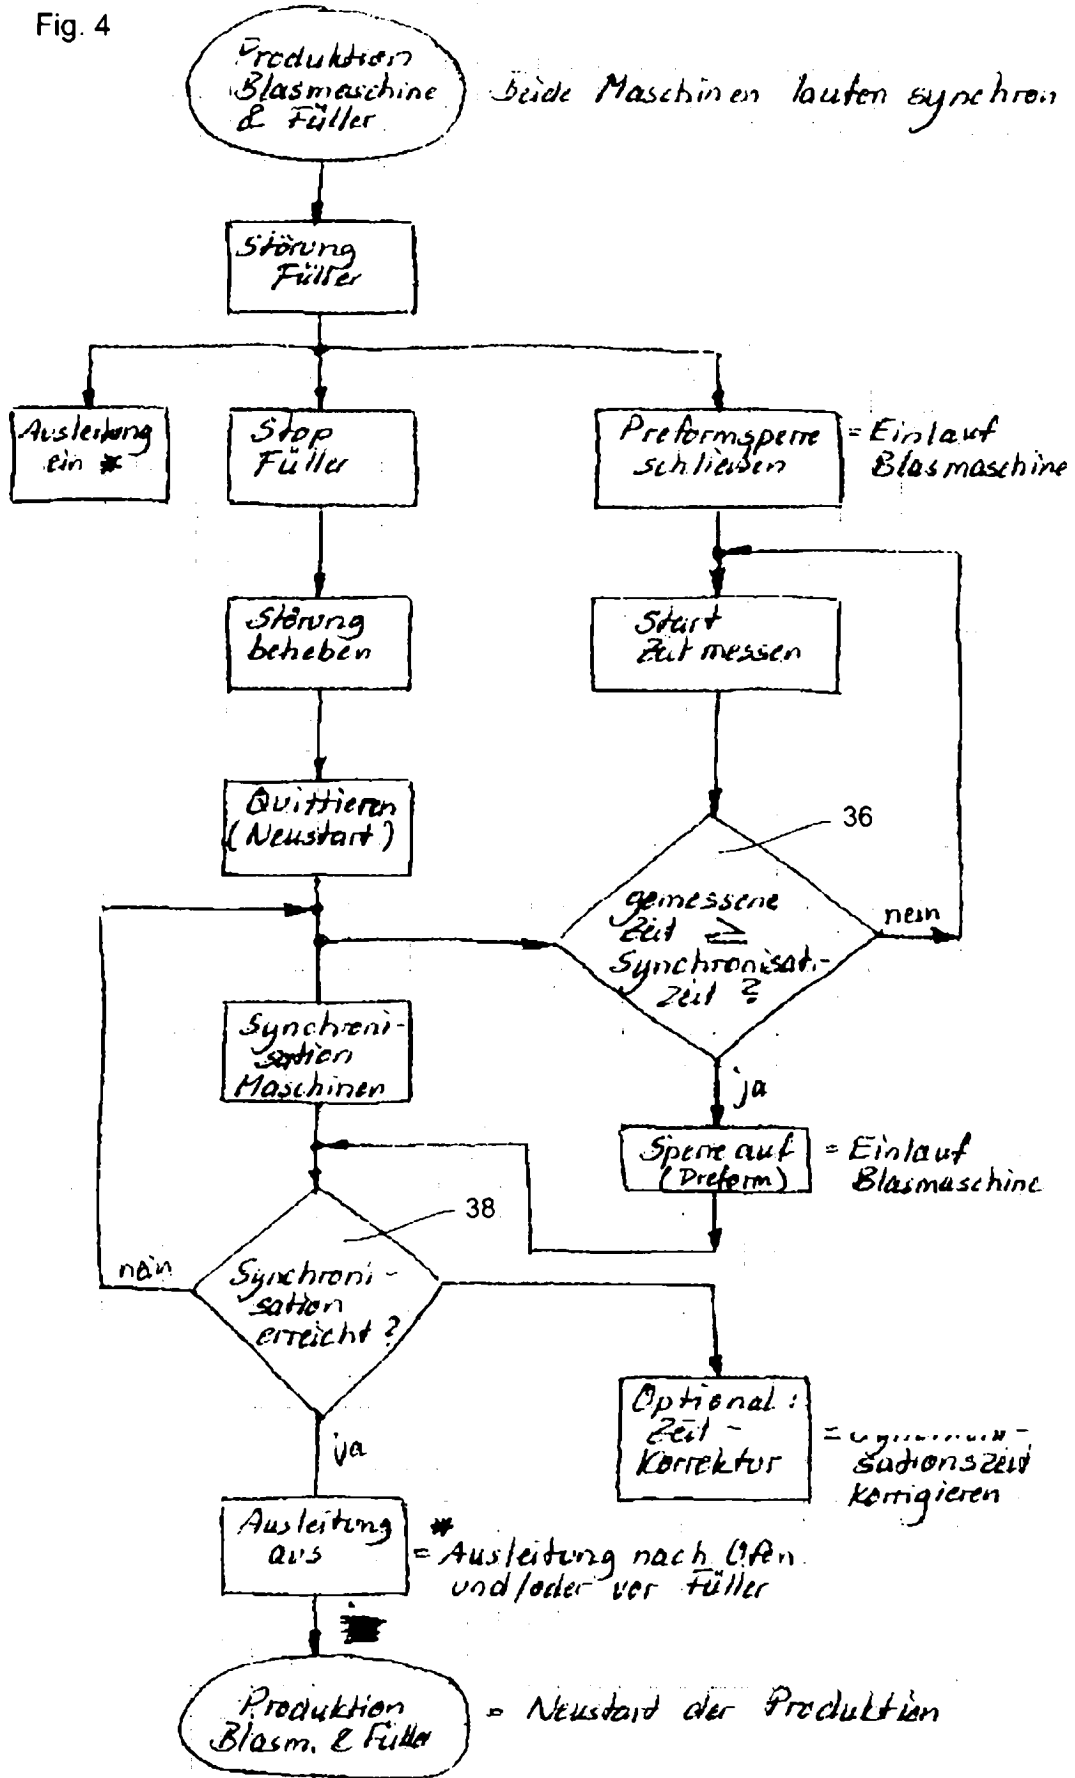 Fig. 4
Produktion
Blasmaschine
& Füller
beide Maschinen laufen synchron
Störung
Füller
Ausleitung
ein *
Stop
Füller
Preformsperre
schließen
= Einlauf
Blasmaschine
Störung
beheben
Start
Zeit messen
Quittieren
(Neustart)
36
gemessene
Zeit ≥
Synchronisati-
Zeit ?
nein
ja
Synchroni-
sation
Maschinen
Sperre auf
(Preform)
= Einlauf
Blasmaschine
38
Synchroni-
sation
erreicht ?
nein
ja
Optional :
Zeit -
Korrektur
=
sationszeit
korrigieren
Ausleitung
aus
*
= Ausleitung nach Ofen
und/oder vor Füller
Produktion
Blasm. & Füller
= Neustart der Produktion